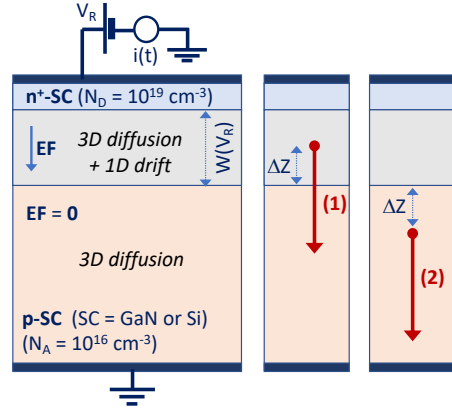 V_R
i(t)
n⁺-SC (N_D = 10¹⁹ cm⁻³)
EF
3D diffusion
+ 1D drift
W(V_R)
EF = 0
3D diffusion
p-SC (SC = GaN or Si)
(N_A = 10¹⁶ cm⁻³)
ΔZ
(1)
ΔZ
(2)